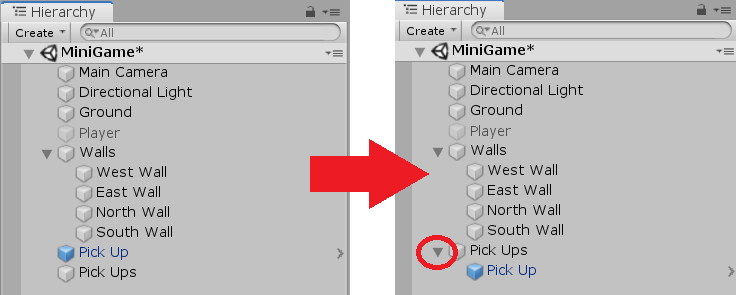 Hierarchy
Create
All
MiniGame*
Main Camera
Directional Light
Ground
Player
Walls
West Wall
East Wall
North Wall
South Wall
Pick Up
Pick Ups
Hierarchy
Create
All
MiniGame*
Main Camera
Directional Light
Ground
Player
Walls
West Wall
East Wall
North Wall
South Wall
Pick Ups
Pick Up